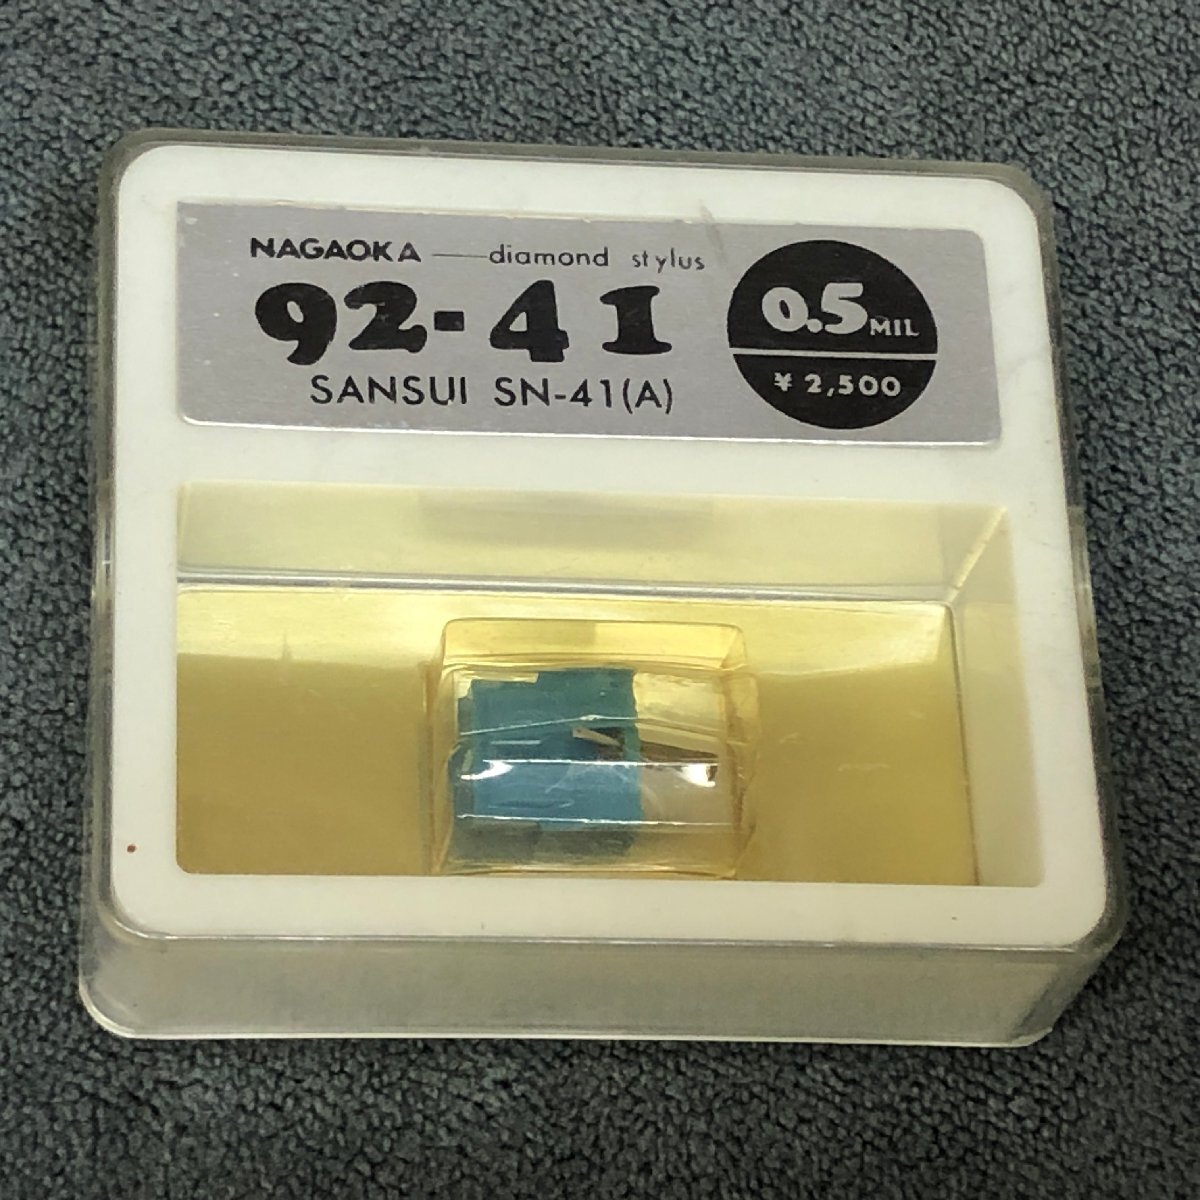 NAGAOKA — diamond stylus
92-41
SANSUI SN-41(A)
0.5 MIL
¥ 2,500